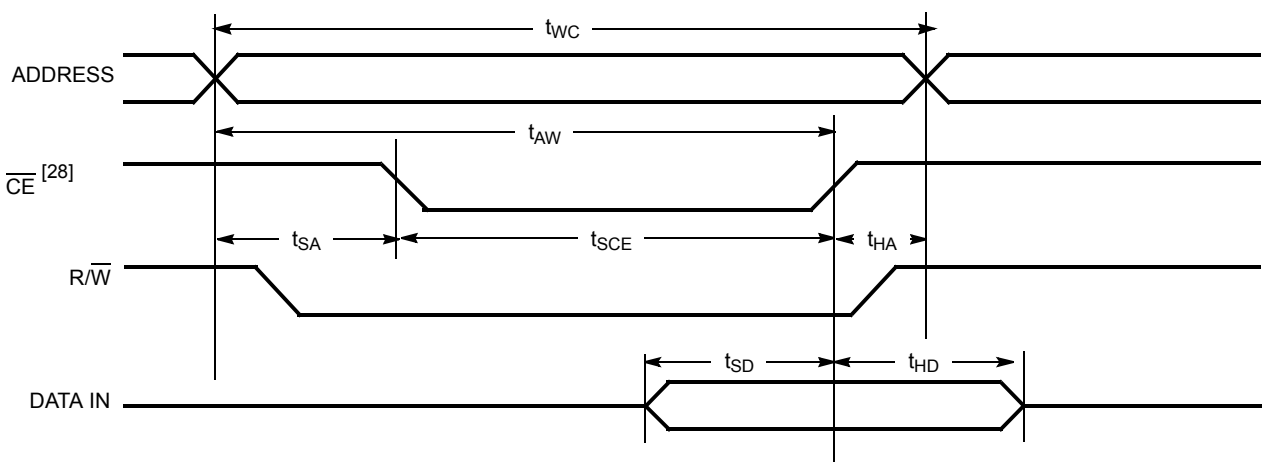 tWC
ADDRESS
tAW
CE [28]
tSA tSCE tHA
R/W
tSD tHD
DATA IN